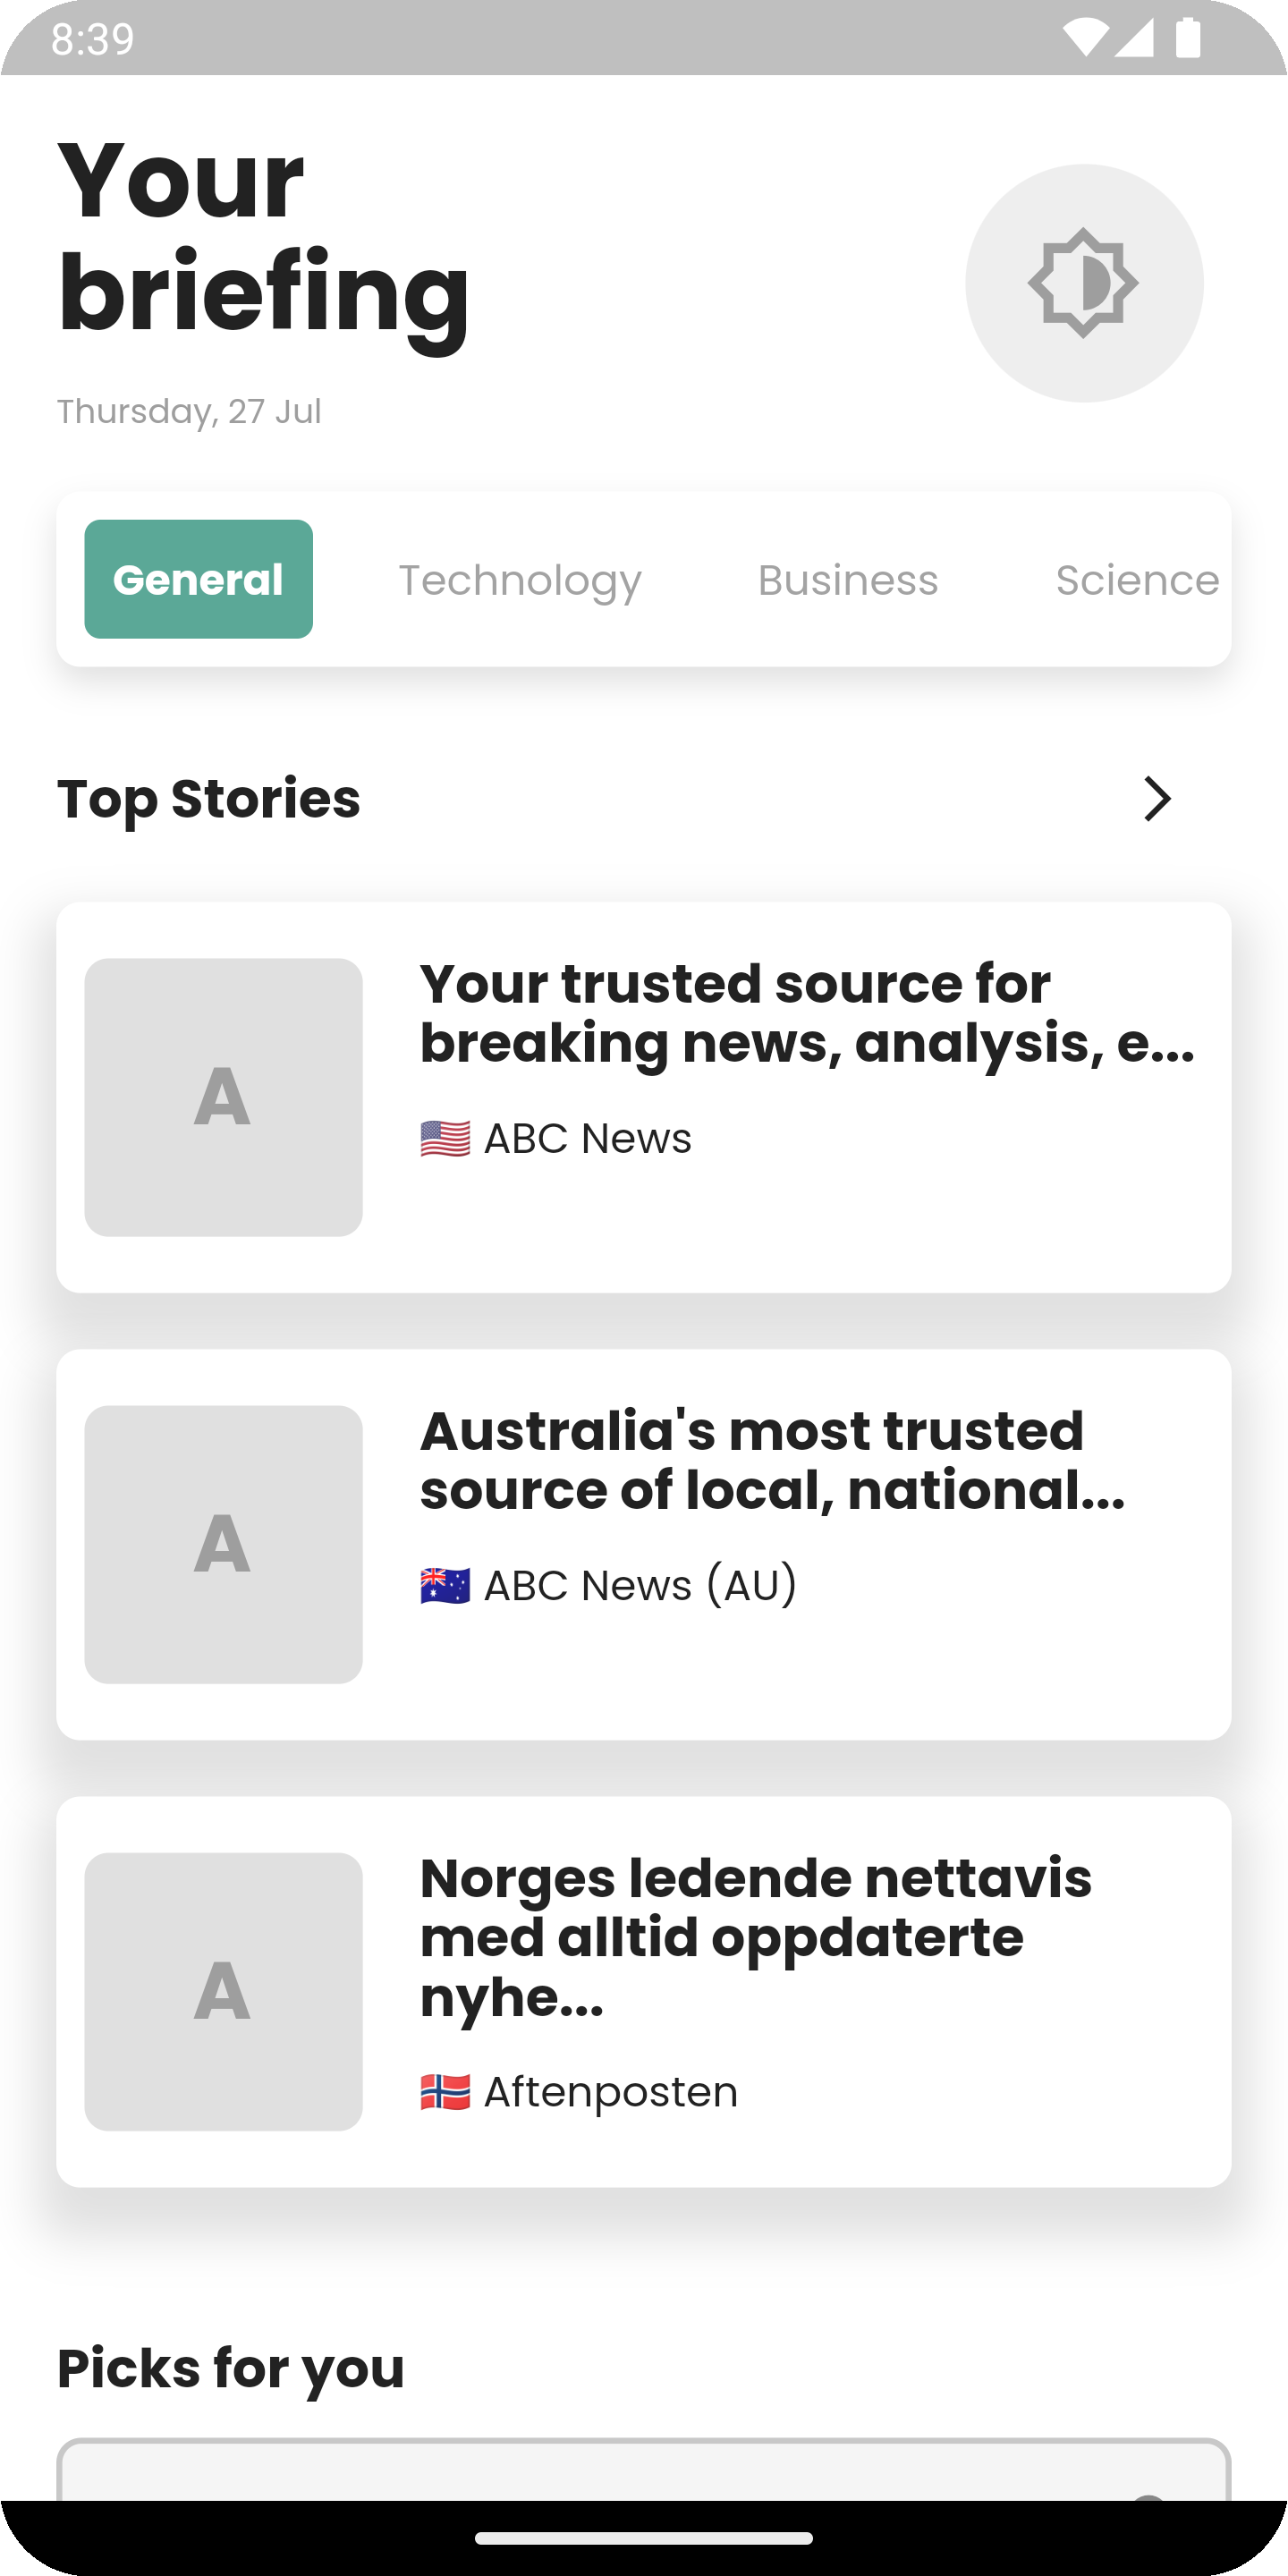 8:39
Your
briefing
Thursday, 27 Jul
General Technology Business Science
Top Stories
A
Your trusted source for
breaking news, analysis, e...
🇺🇸 ABC News
A
Australia's most trusted
source of local, national...
🇦🇺 ABC News (AU)
A
Norges ledende nettavis
med alltid oppdaterte
nyhe...
🇳🇴 Aftenposten
Picks for you